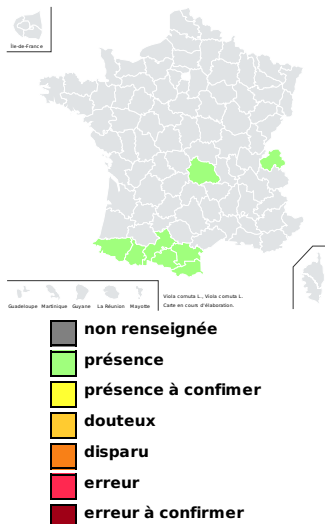 Île-de-France
Guadeloupe Martinique Guyane La Réunion Mayotte
Viola cornuta L., Viola cornuta L.
Carte en cours d'élaboration.
non renseignée
présence
présence à confimer
douteux
disparu
erreur
erreur à confirmer